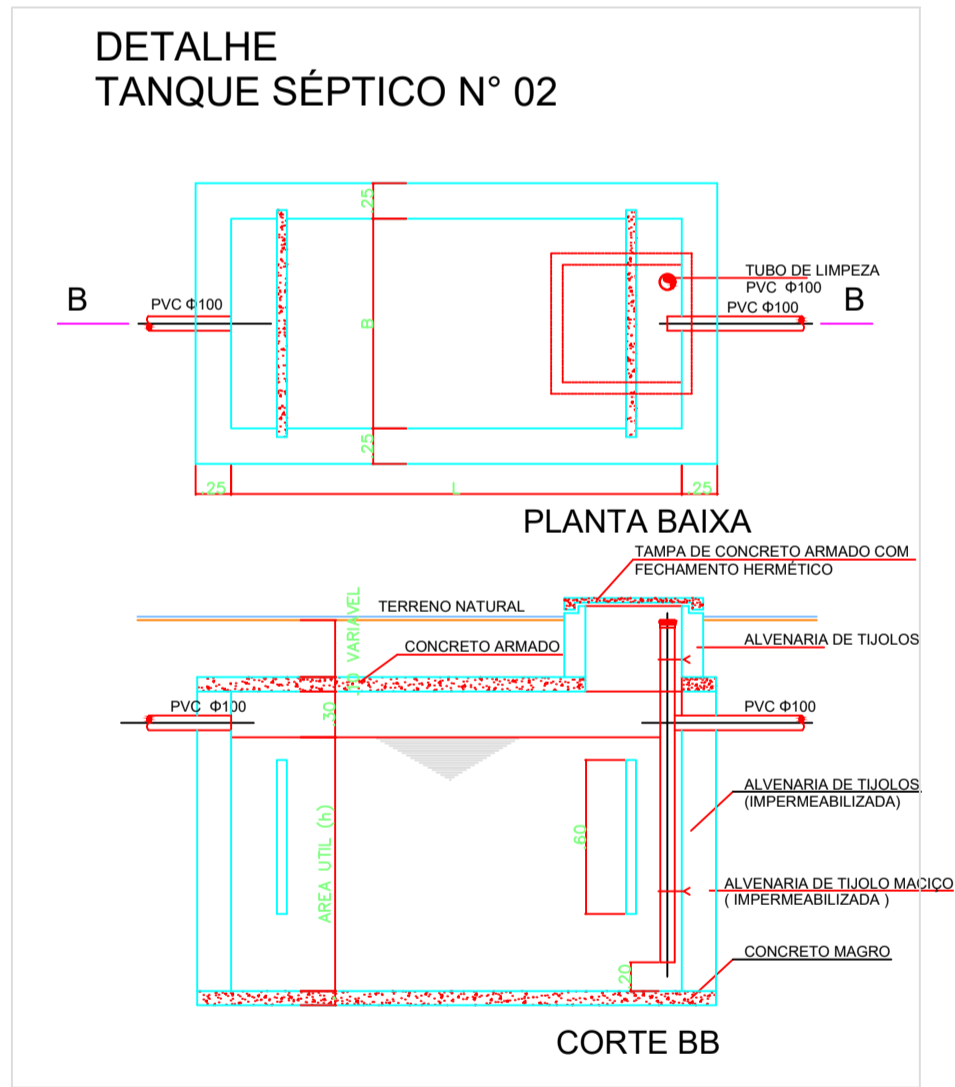 DETALHE
TANQUE SÉPTICO N° 02
.25
TUBO DE LIMPEZA
PVC Φ100
B
PVC Φ100
B
PVC Φ100
B
.25
.25
L
.25
PLANTA BAIXA
TAMPA DE CONCRETO ARMADO COM
FECHAMENTO HERMÉTICO
TERRENO NATURAL
VARIAVEL
ALVENARIA DE TIJOLOS
CONCRETO ARMADO
PVC Φ100
.30
PVC Φ100
ALVENARIA DE TIJOLOS
(IMPERMEABILIZADA)
60
AREA UTIL (h)
ALVENARIA DE TIJOLO MACIÇO
( IMPERMEABILIZADA )
CONCRETO MAGRO
20
CORTE BB